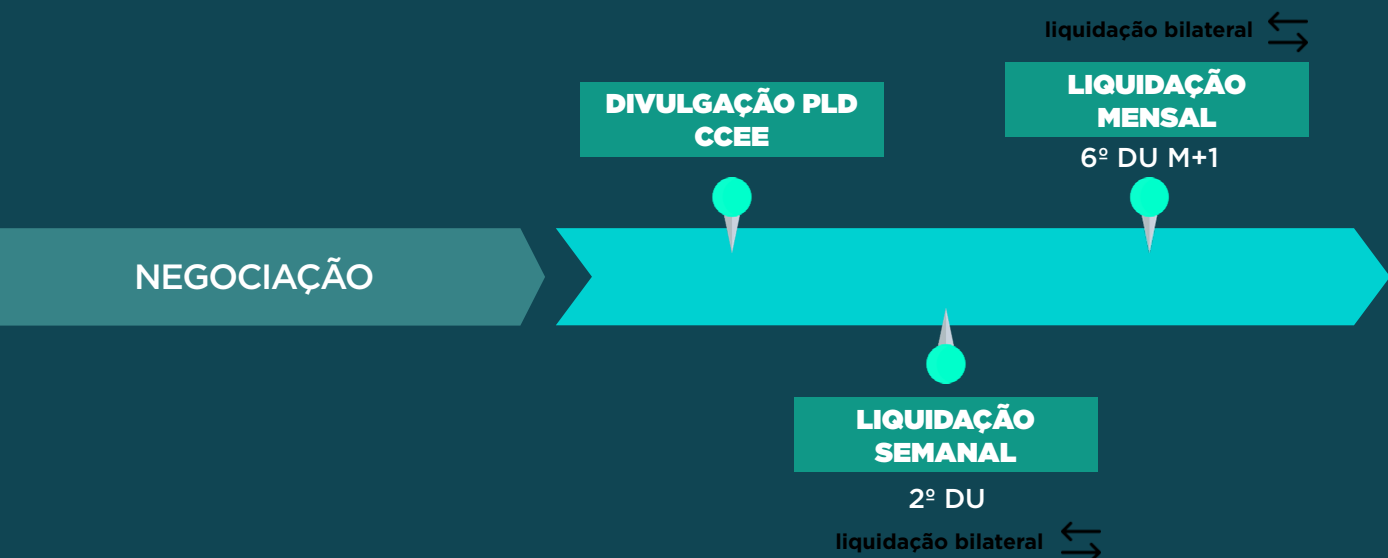 liquidação bilateral
LIQUIDAÇÃO
MENSAL
6º DU M+1
DIVULGAÇÃO PLD
CCEE
NEGOCIAÇÃO
LIQUIDAÇÃO
SEMANAL
2º DU
liquidação bilateral